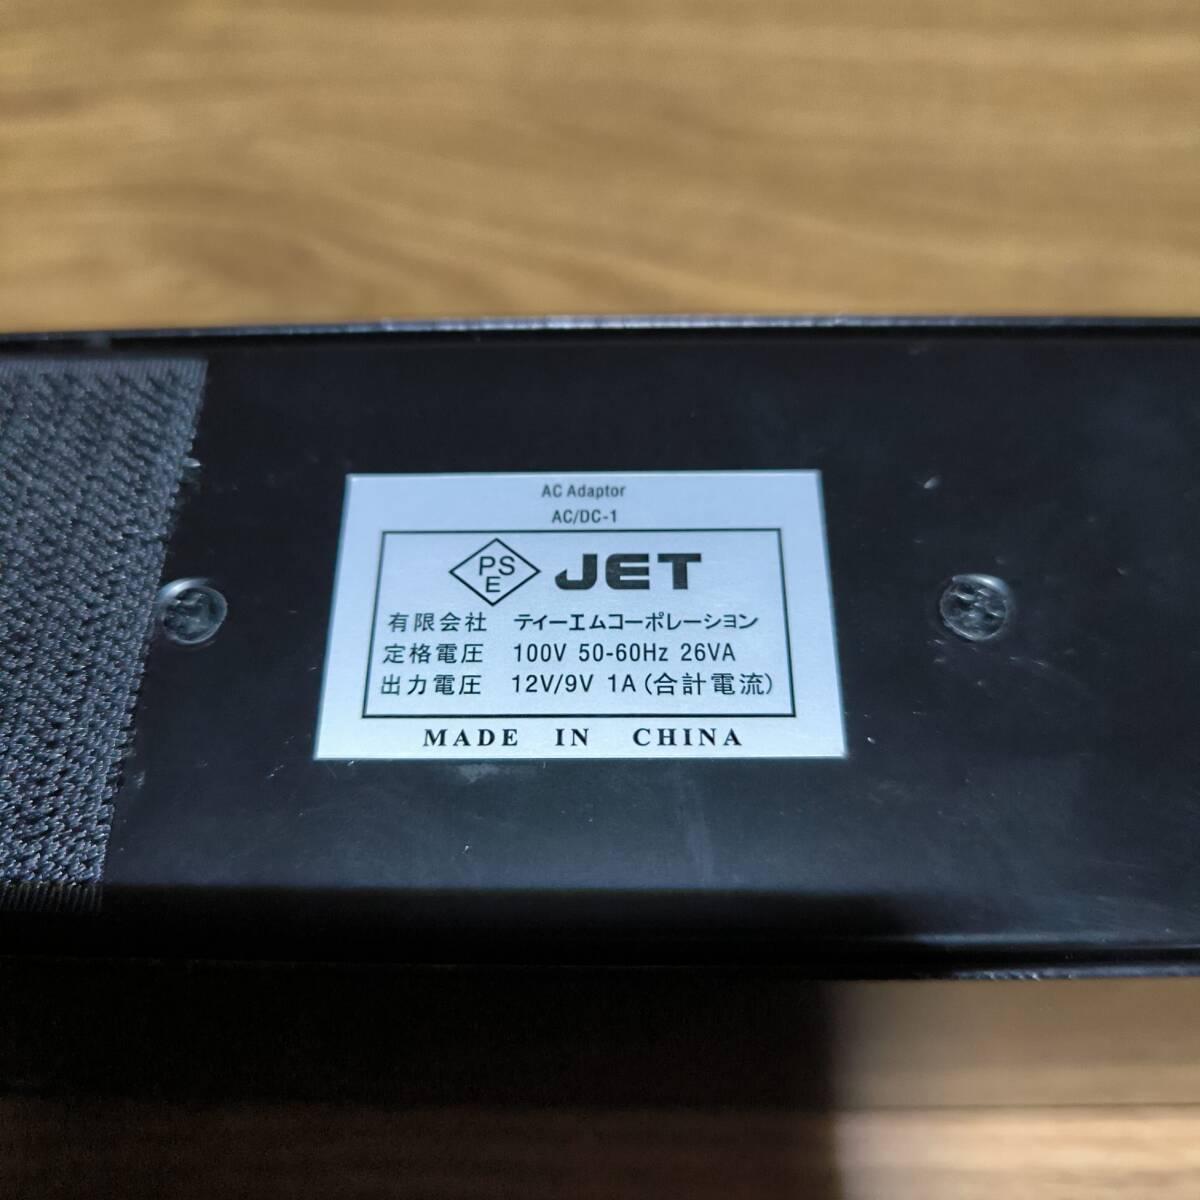 AC Adaptor
AC/DC-1
PSE JET
有限会社 ティーエムコーポレーション
定格電圧 100V 50-60Hz 26VA
出力電圧 12V/9V 1A(合計電流)
MADE IN CHINA